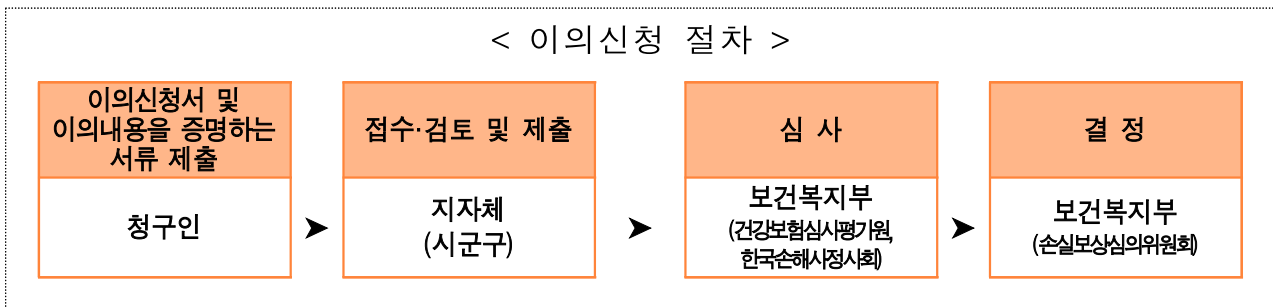 < 이의신청 절차 >
이의신청서 및
이의내용을 증명하는
서류 제출
청구인
➤
접수·검토 및 제출
지자체
(시군구)
➤
심 사
보건복지부
(건강보험심사평가원,
한국손해사정사회)
➤
결 정
보건복지부
(손실보상심의위원회)